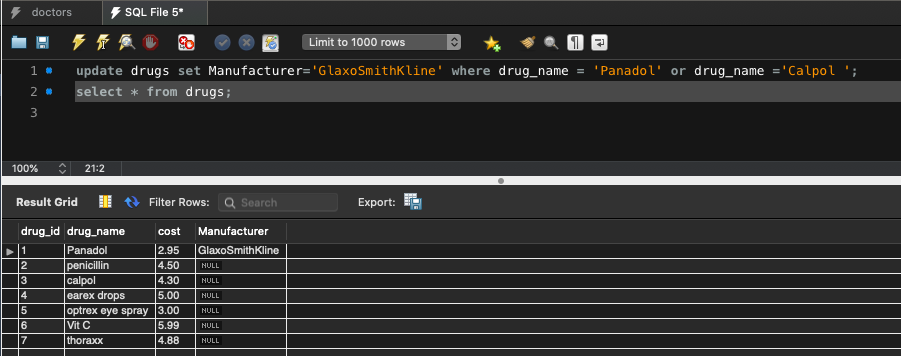 doctors SQL File 5*
Limit to 1000 rows
1 update drugs set Manufacturer='GlaxoSmithKline' where drug_name = 'Panadol' or drug_name ='Calpol ';
2 select * from drugs;
3
100% 21:2
Result Grid Filter Rows: Search Export:
drug_id drug_name cost Manufacturer
1 Panadol 2.95 GlaxoSmithKline
2 penicillin 4.50 NULL
3 calpol 4.30 NULL
4 earex drops 5.00 NULL
5 optrex eye spray 3.00 NULL
6 Vit C 5.99 NULL
7 thoraxx 4.88 NULL